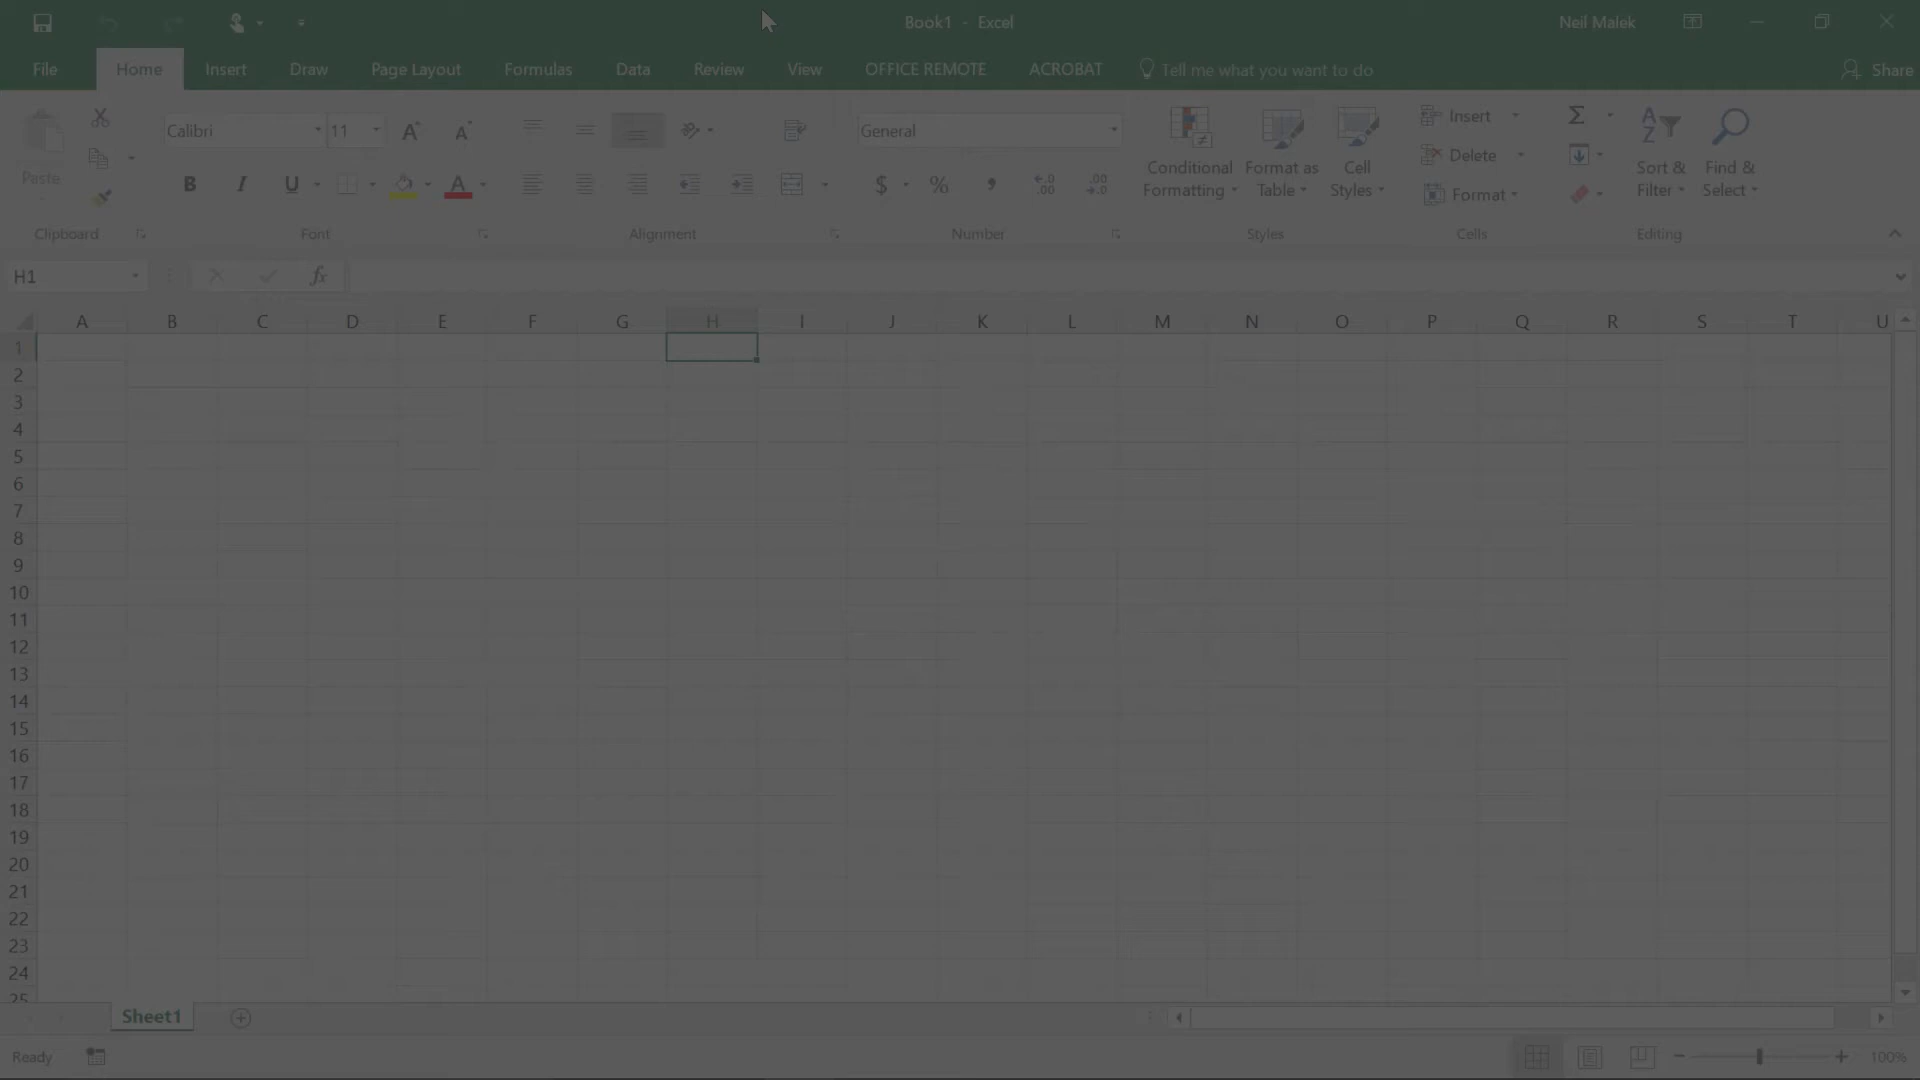 Book1 - Excel
Neil Malek
File Home Insert Draw Page Layout Formulas Data Review View OFFICE REMOTE ACROBAT Tell me what you want to do Share
Paste
Clipboard
Calibri 11
B I U A
Font
Alignment
General
$ % , .00 .00
Number
Conditional Formatting
Format as Table
Cell Styles
Styles
Insert
Delete
Format
Cells
Σ
Sort & Filter
Find & Select
Editing
H1 fx
A B C D E F G H I J K L M N O P Q R S T U
1
2
3
4
5
6
7
8
9
10
11
12
13
14
15
16
17
18
19
20
21
22
23
24
25
Sheet1
Ready 100%